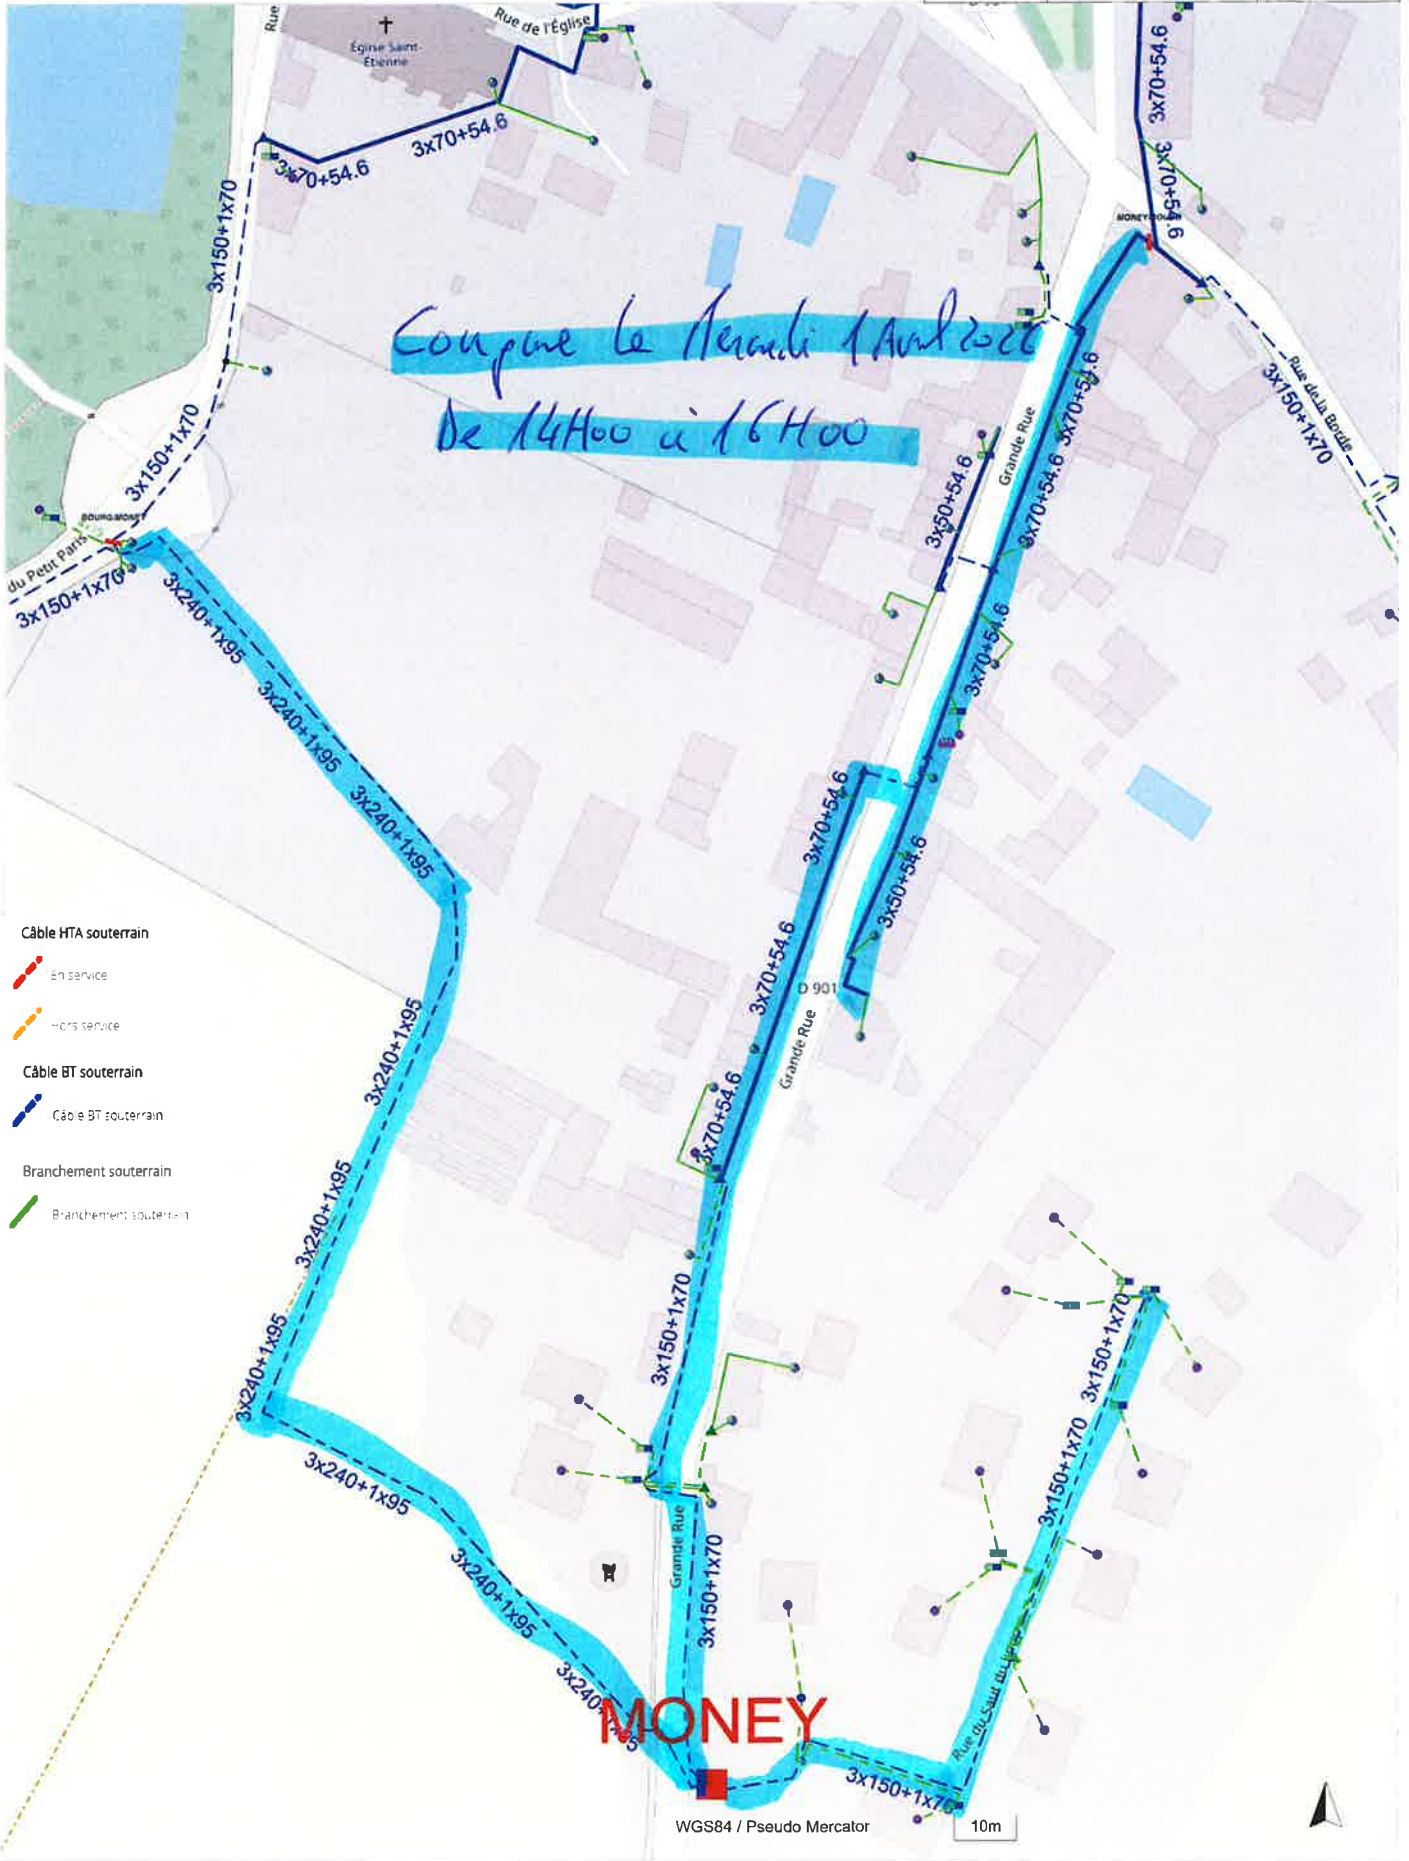 Rue
Église Saint-
Étienne
Rue de l'Église
3x70+54.6
3x70+54.6
3x70+54.6
3x70+54.6
3x150+1x70
Coupure le Mercredi 1 Avril 2026
De 14H00 à 16H00
Rue de la Borde
3x150+1x70
3x150+1x70
BOURG-MONEY
du Petit Paris
3x150+1x70
Grande Rue
3x50+54.6
3x70+54.6
3x70+54.6
3x70+54.6
3x240+1x95
3x240+1x95
3x240+1x95
3x70+54.6
3x50+54.6
3x70+54.6
D 901
Grande Rue
3x70+54.6
Câble HTA souterrain
En service
Hors service
Câble BT souterrain
Câble BT souterrain
Branchement souterrain
Branchement souterrain
3x240+1x95
3x240+1x95
3x240+1x95
3x240+1x95
3x240+1x95
3x150+1x70
3x150+1x70
3x150+1x70
Grande Rue
3x150+1x70
MONEY
3x150+1x70
WGS84 / Pseudo Mercator
10m